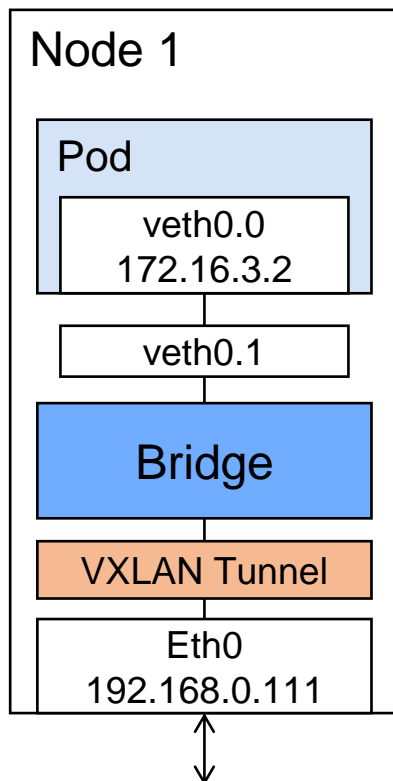 Node 1
Pod
veth0.0
172.16.3.2
veth0.1
Bridge
VXLAN Tunnel
Eth0
192.168.0.111